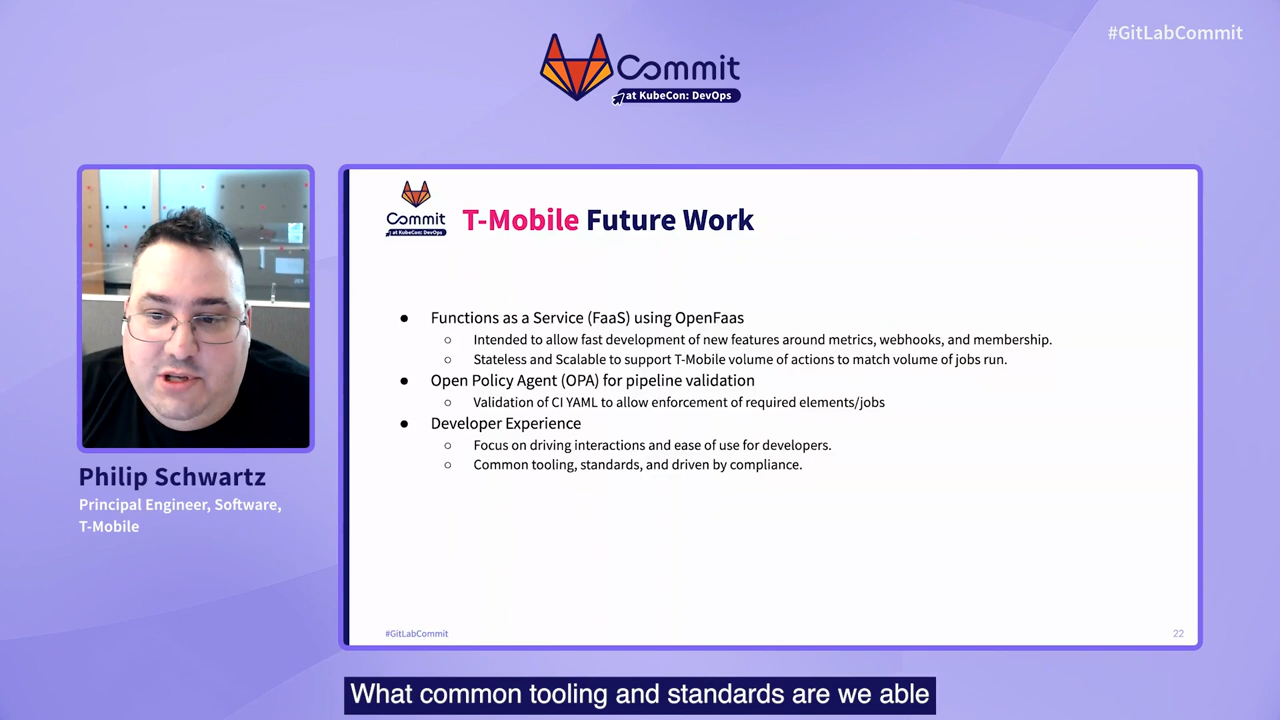 #GitLabCommit
Commit
at KubeCon: DevOps
Commit
at KubeCon: DevOps
T-Mobile Future Work
● Functions as a Service (FaaS) using OpenFaas
○ Intended to allow fast development of new features around metrics, webhooks, and membership.
○ Stateless and Scalable to support T-Mobile volume of actions to match volume of jobs run.
● Open Policy Agent (OPA) for pipeline validation
○ Validation of CI YAML to allow enforcement of required elements/jobs
● Developer Experience
○ Focus on driving interactions and ease of use for developers.
○ Common tooling, standards, and driven by compliance.
#GitLabCommit
22
Philip Schwartz
Principal Engineer, Software,
T-Mobile
What common tooling and standards are we able